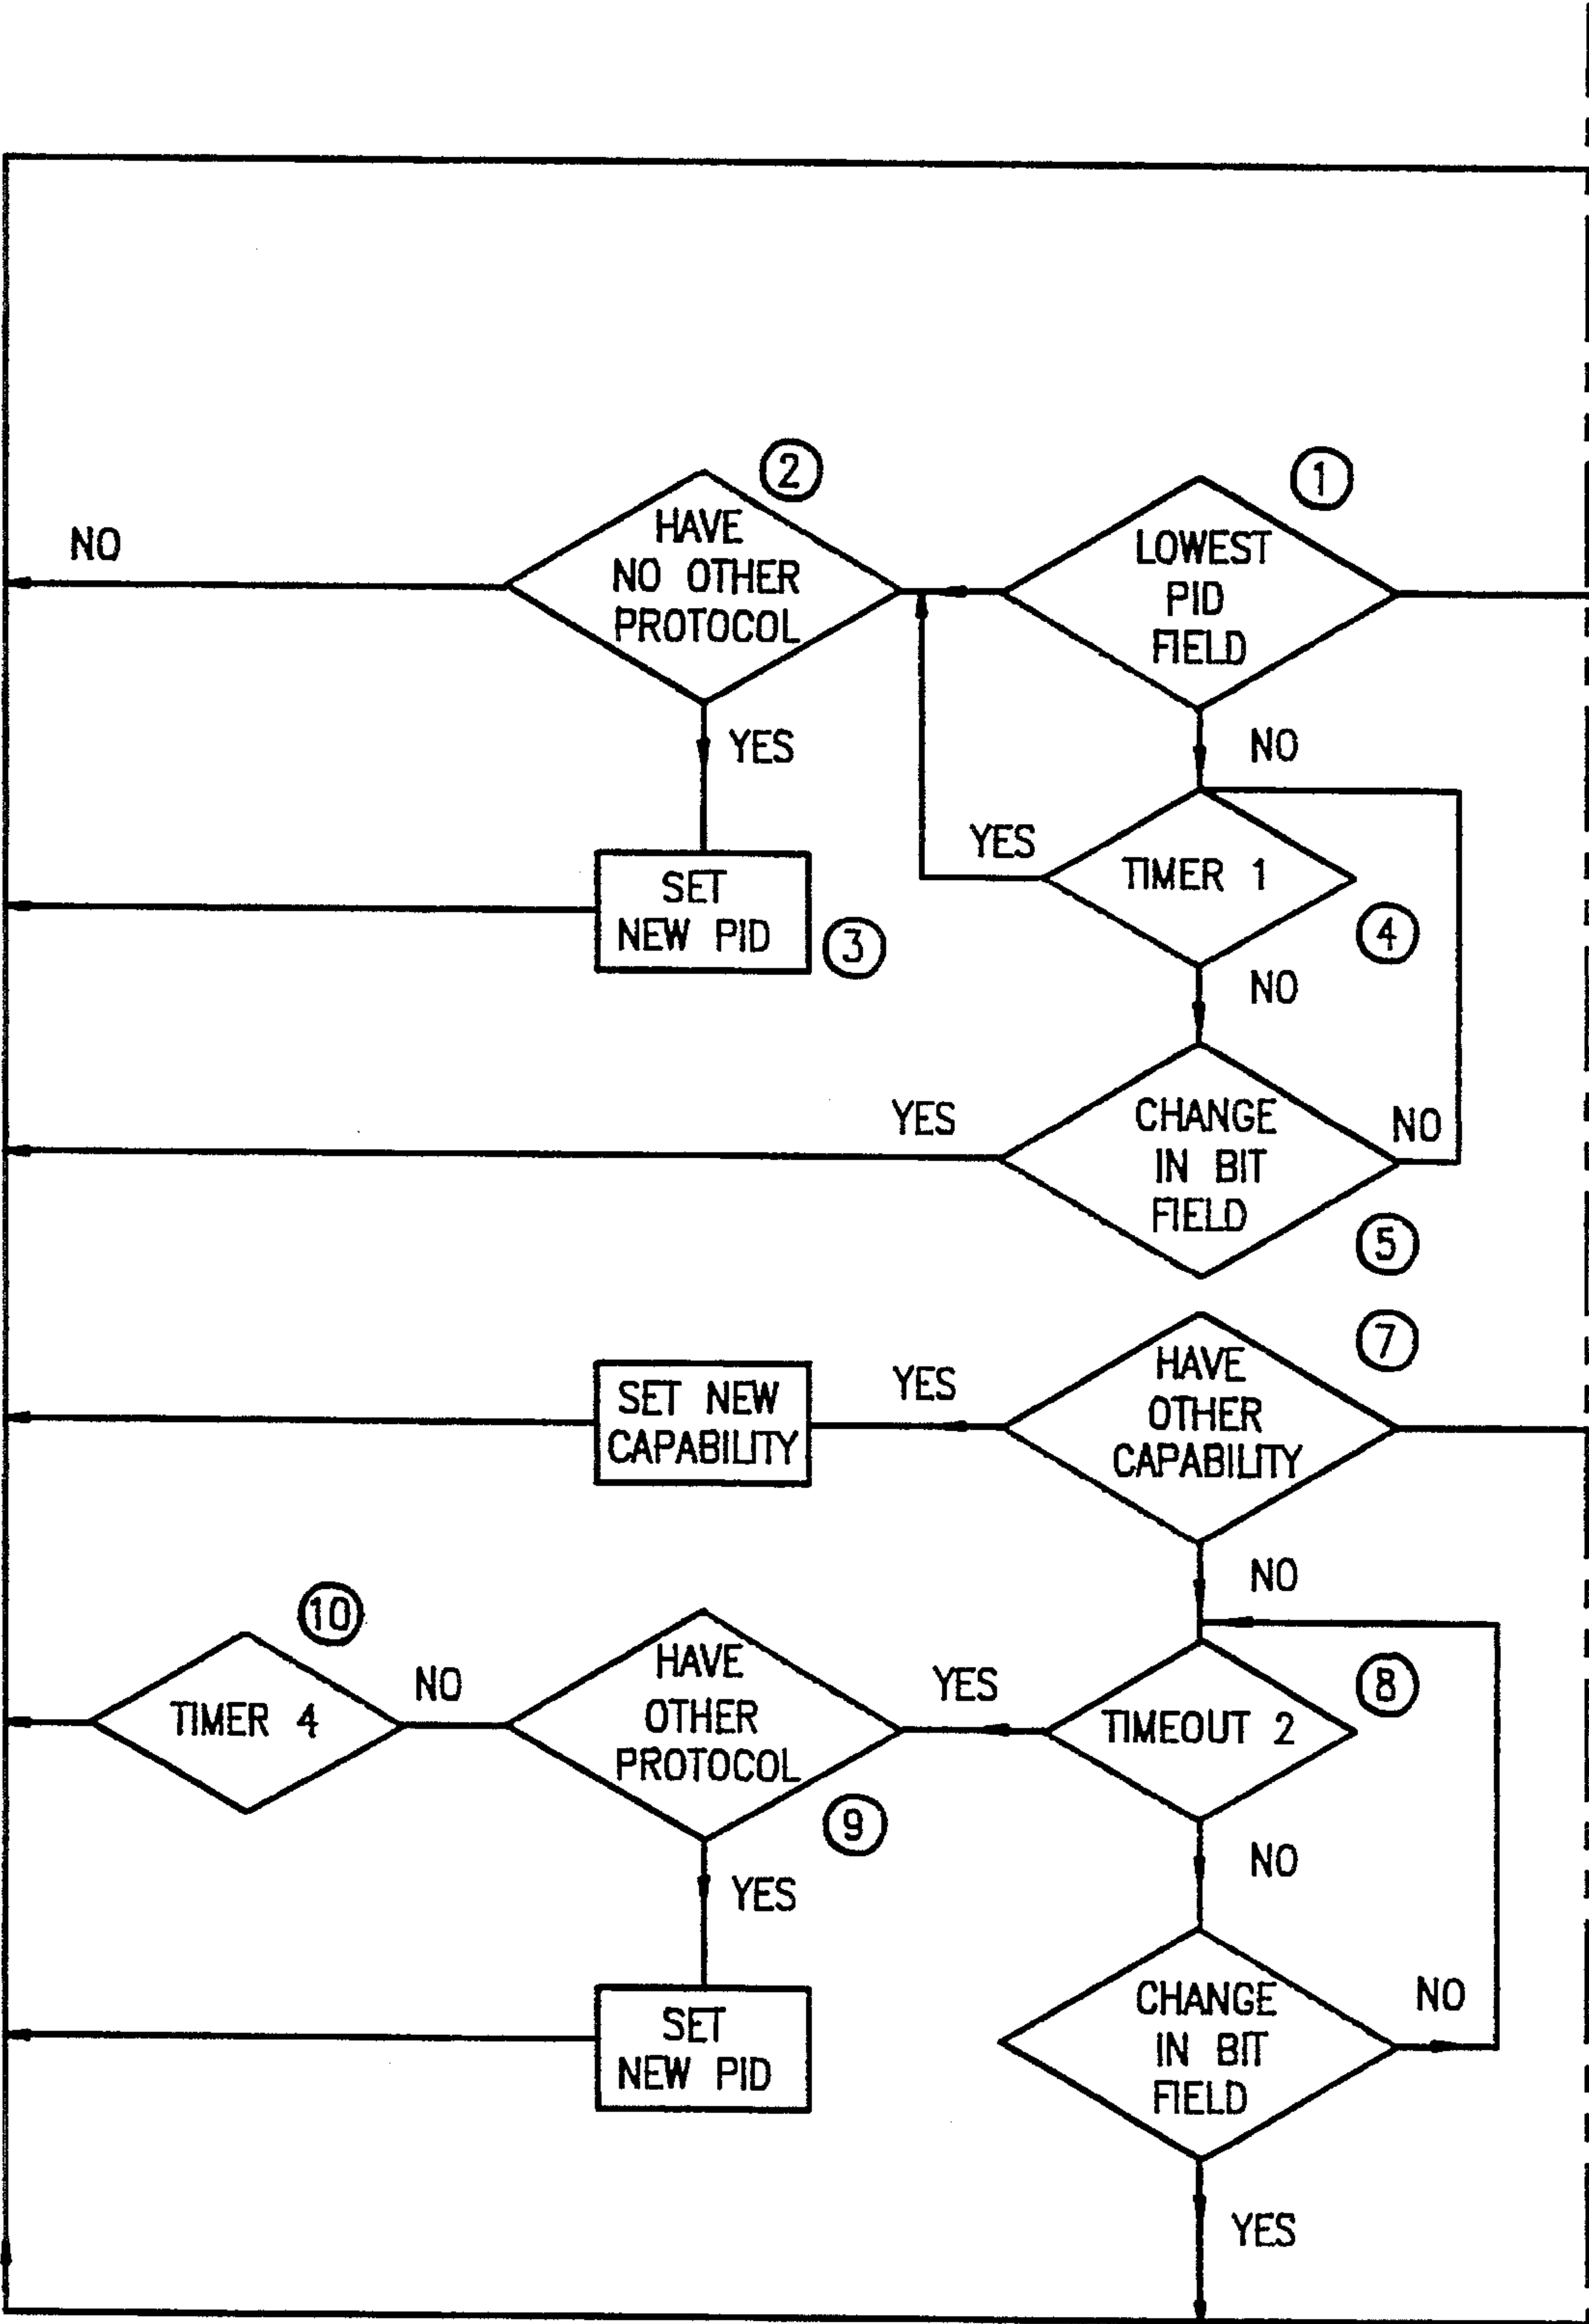 2
1
HAVE
NO OTHER
PROTOCOL
LOWEST
PID
FIELD
NO
YES
NO
SET
NEW PID
3
YES
TIMER 1
4
NO
YES
CHANGE
IN BIT
FIELD
NO
5
7
SET NEW
CAPABILITY
YES
HAVE
OTHER
CAPABILITY
NO
10
TIMER 4
NO
HAVE
OTHER
PROTOCOL
9
YES
TIMEOUT 2
8
YES
NO
SET
NEW PID
CHANGE
IN BIT
FIELD
NO
YES